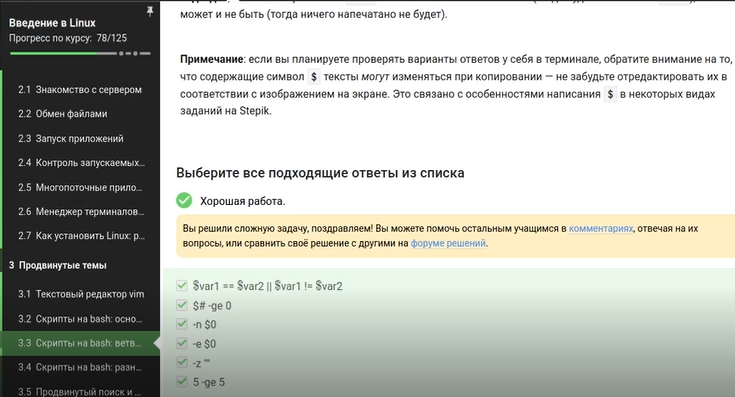 Введение в Linux
Прогресс по курсу: 78/125
2.1 Знакомство с сервером
2.2 Обмен файлами
2.3 Запуск приложений
2.4 Контроль запускаемых...
2.5 Многопоточные прило...
2.6 Менеджер терминалов...
2.7 Как установить Linux: р...
3 Продвинутые темы
3.1 Текстовый редактор vim
3.2 Скрипты на bash: осно...
3.3 Скрипты на bash: ветв...
3.4 Скрипты на bash: разн...
3.5 Продвинутый поиск и ...
может и не быть (тогда ничего напечатано не будет).
Примечание: если вы планируете проверять варианты ответов у себя в терминале, обратите внимание на то,
что содержащие символ $ тексты могут изменяться при копировании — не забудьте отредактировать их в
соответствии с изображением на экране. Это связано с особенностями написания $ в некоторых видах
заданий на Stepik.
Выберите все подходящие ответы из списка
Хорошая работа.
Вы решили сложную задачу, поздравляем! Вы можете помочь остальным учащимся в комментариях, отвечая на их
вопросы, или сравнить своё решение с другими на форуме решений.
$var1 == $var2 || $var1 != $var2
$# -ge 0
-n $0
-e $0
-z ""
5 -ge 5